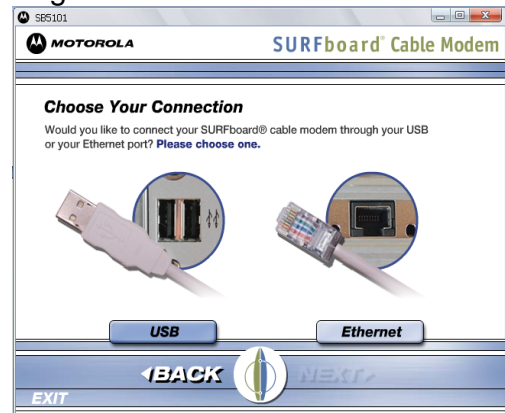 SB5101
MOTOROLA
SURFboard® Cable Modem
Choose Your Connection
Would you like to connect your SURFboard® cable modem through your USB
or your Ethernet port? Please choose one.
USB
Ethernet
BACK
NEXT
EXIT